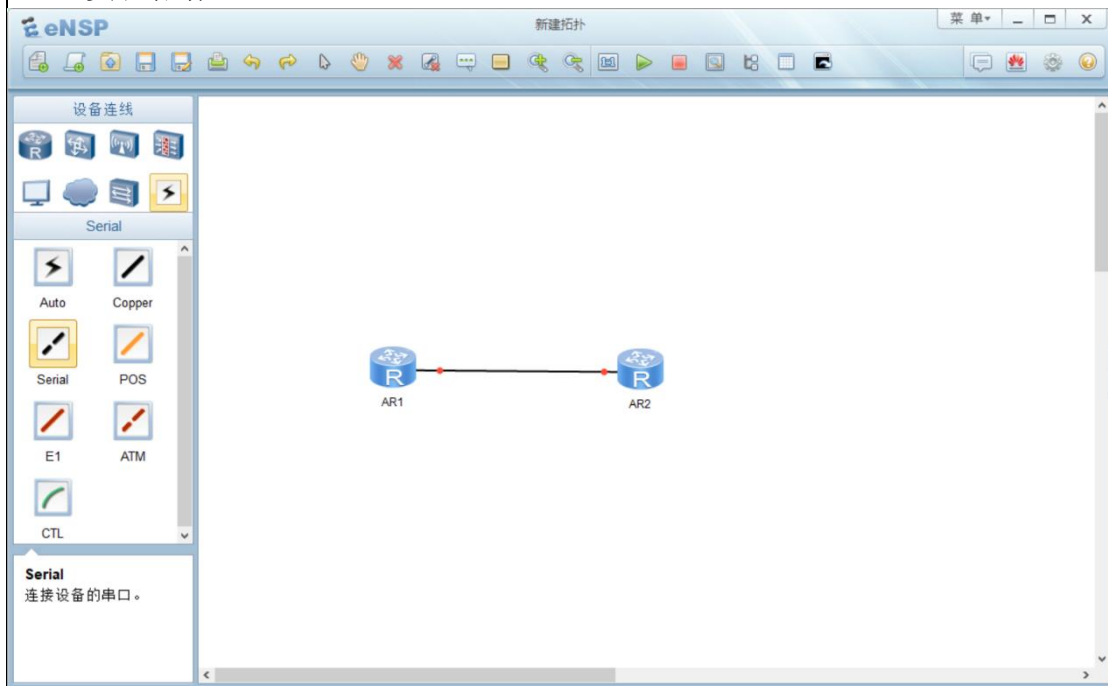 eNSP
新建拓扑
菜 单
设备连线
R
Serial
Auto
Copper
Serial
POS
E1
ATM
CTL
Serial
连接设备的串口。
R
R
AR1
AR2